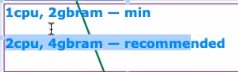 1cpu, 2gbram — min
2cpu, 4gbram — recommended